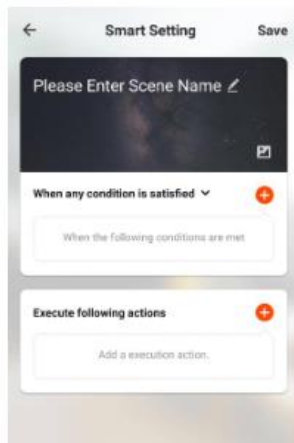 Smart Setting
Save
Please Enter Scene Name
When any condition is satisfied
When the following conditions are met
Execute following actions
Add a execution action.